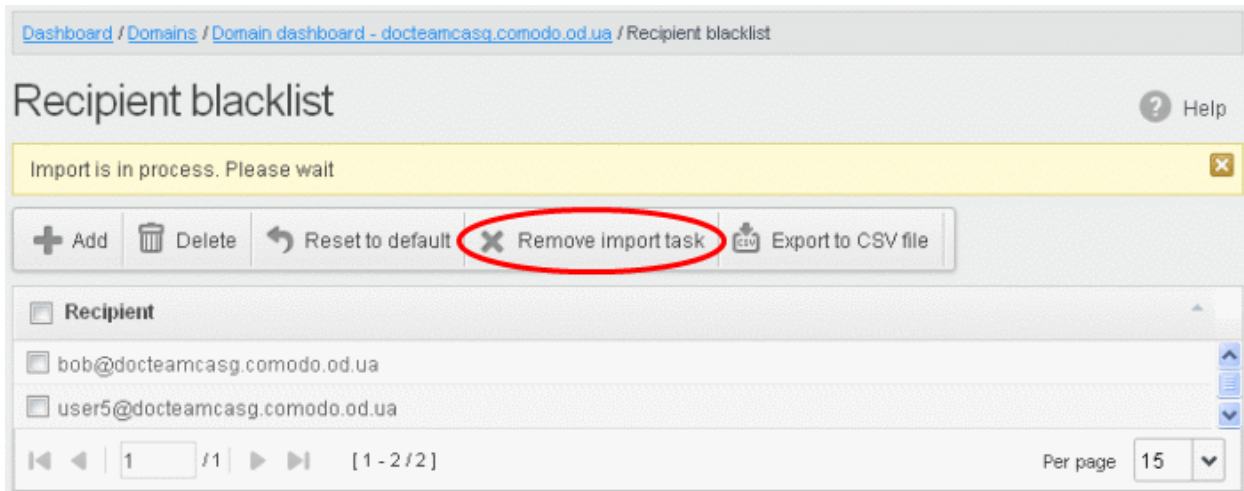 Dashboard / Domains / Domain dashboard - docteamcasg.comodo.od.ua / Recipient blacklist
Recipient blacklist
? Help
Import is in process. Please wait
Add Delete Reset to default Remove import task CSV Export to CSV file
Recipient
bob@docteamcasg.comodo.od.ua
user5@docteamcasg.comodo.od.ua
1 /1 [1 - 2 / 2] Per page 15